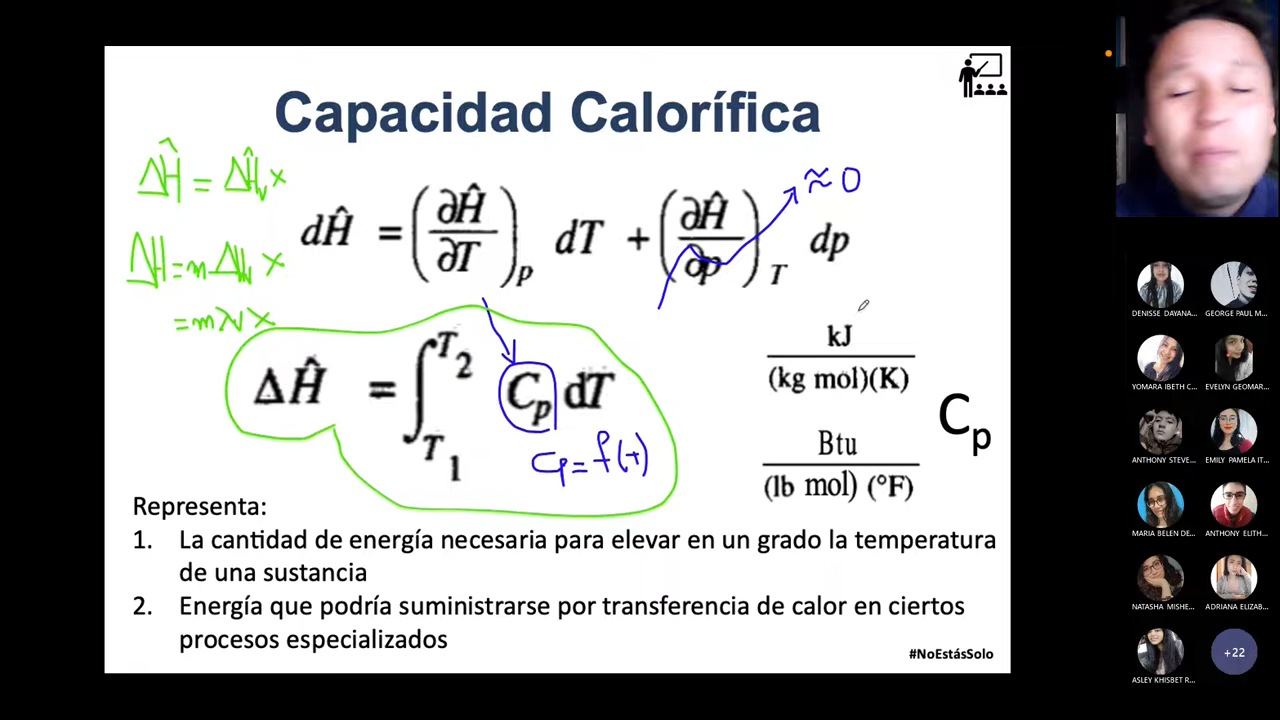 Capacidad Calorífica
ΔĤ = ΔĤv x
ΔH = m ΔĤv x
= m λv x
dĤ = (∂Ĥ/∂T)p dT + (∂Ĥ/∂p)T dp
≈ 0
ΔĤ = ∫T1T2 Cp dT
Cp = f(T)
kJ
(kg mol)(K)
Btu
(lb mol) (°F)
Cp
Representa:
1. La cantidad de energía necesaria para elevar en un grado la temperatura
de una sustancia
2. Energía que podría suministrarse por transferencia de calor en ciertos
procesos especializados
#NoEstásSolo
DENISSE DAYANA...
GEORGE PAUL M...
YOMARA IBETH C...
EVELYN GEOMAR...
ANTHONY STEVE...
EMILY PAMELA IT...
MARIA BELEN DE...
ANTHONY ELITH...
NATASHA MISHE...
ADRIANA ELIZAB...
ASLEY KHISBET R...
+22